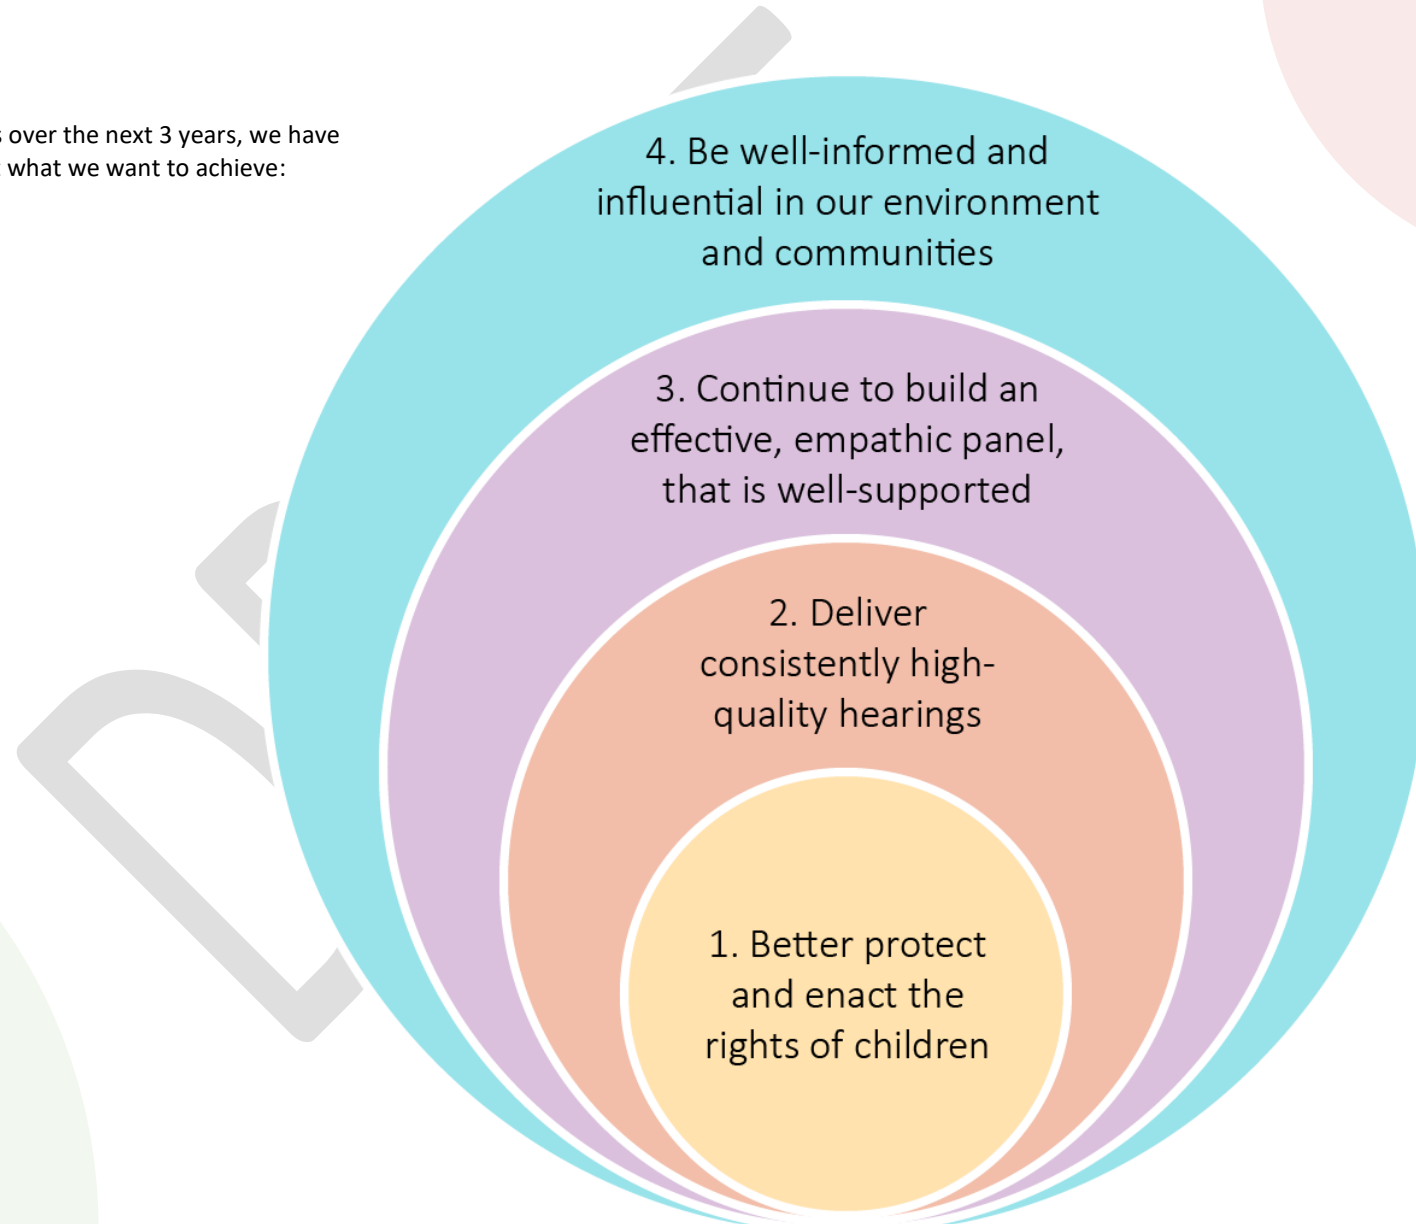 s over the next 3 years, we have
what we want to achieve:
4. Be well-informed and
influential in our environment
and communities
3. Continue to build an
effective, empathic panel,
that is well-supported
2. Deliver
consistently high-
quality hearings
1. Better protect
and enact the
rights of children